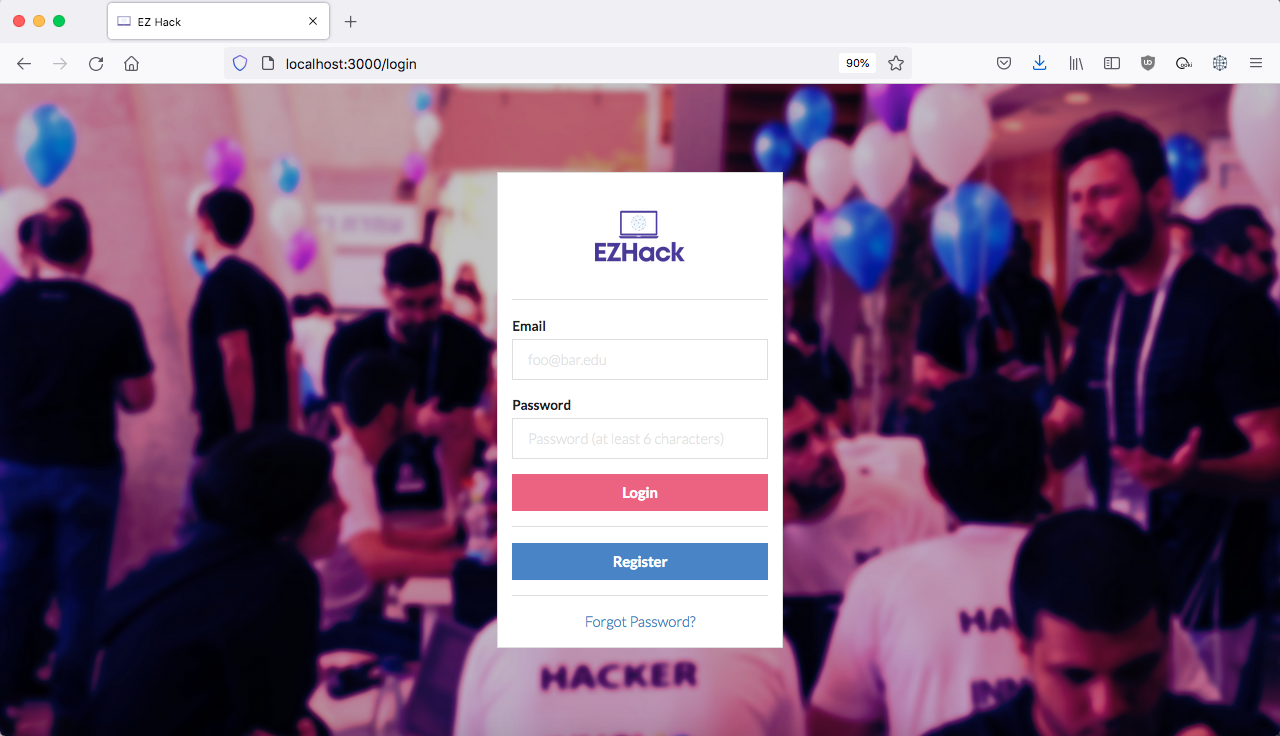 EZ Hack
localhost:3000/login
90%
EZHack
Email
foo@bar.edu
Password
Password (at least 6 characters)
Login
Register
Forgot Password?
HACKER
HA
INN